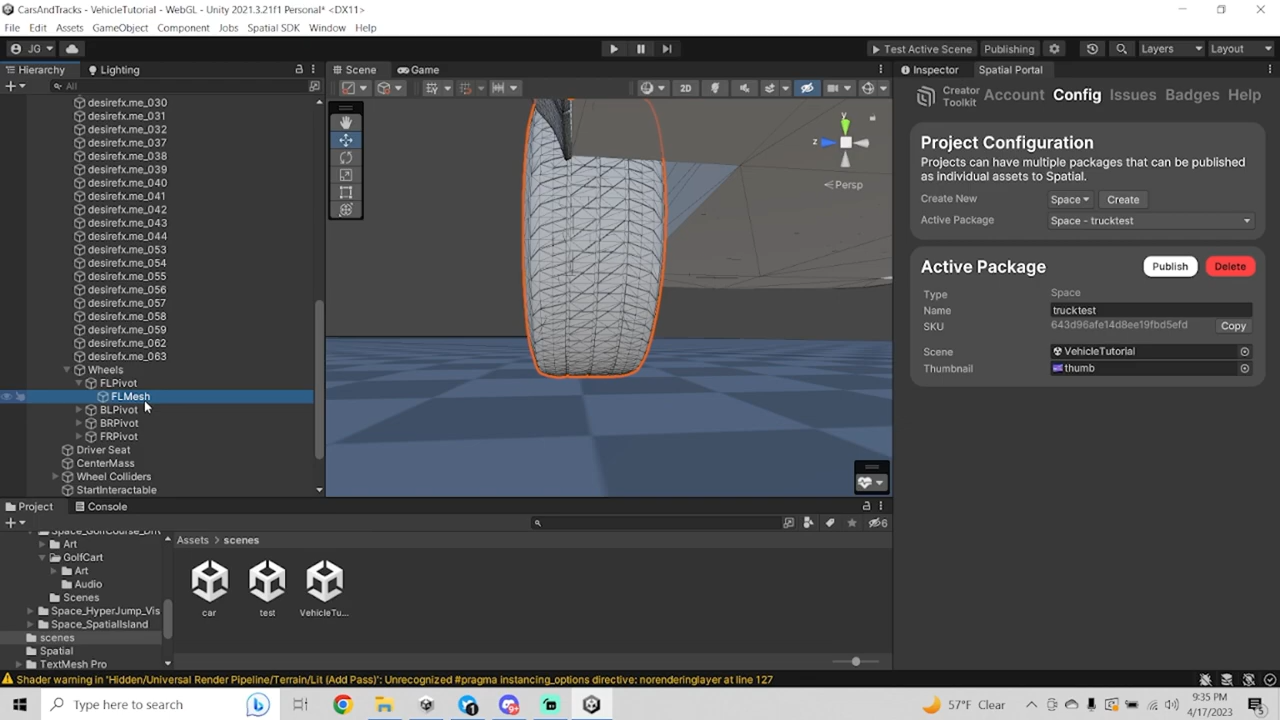 CarsAndTracks - VehicleTutorial - WebGL - Unity 2021.3.21f1 Personal* <DX11>
File Edit Assets GameObject Component Jobs Spatial SDK Window Help
JG Test Active Scene Publishing Layers Layout
Hierarchy Lighting Scene Game Inspector Spatial Portal
All
2D
Creator Toolkit Account Config Issues Badges Help
desirefx.me_030
desirefx.me_031
desirefx.me_032
desirefx.me_037
desirefx.me_038
desirefx.me_039
desirefx.me_040
desirefx.me_041
desirefx.me_042
desirefx.me_043
desirefx.me_044
desirefx.me_053
desirefx.me_054
desirefx.me_055
desirefx.me_056
desirefx.me_057
desirefx.me_058
desirefx.me_059
desirefx.me_062
desirefx.me_063
Wheels
FLPivot
FLMesh
BLPivot
BRPivot
FRPivot
Driver Seat
CenterMass
Wheel Colliders
StartInteractable
y
z
Persp
Project Configuration
Projects can have multiple packages that can be published
as individual assets to Spatial.
Create New Space Create
Active Package Space - trucktest
Active Package Publish Delete
Type Space
Name trucktest
SKU 643d96afe14d8ee19fbd5efd Copy
Scene VehicleTutorial
Thumbnail thumb
Project Console
6
Space_GolfCourse_Drif
Art
GolfCart
Art
Audio
Scenes
Space_HyperJump_Vis
Space_SpatialIsland
scenes
Spatial
TextMesh Pro
Assets > scenes
car test VehicleTu...
Shader warning in 'Hidden/Universal Render Pipeline/Terrain/Lit (Add Pass)': Unrecognized #pragma instancing_options directive: norenderinglayer at line 127
Type here to search
57°F Clear
9:35 PM
4/17/2023